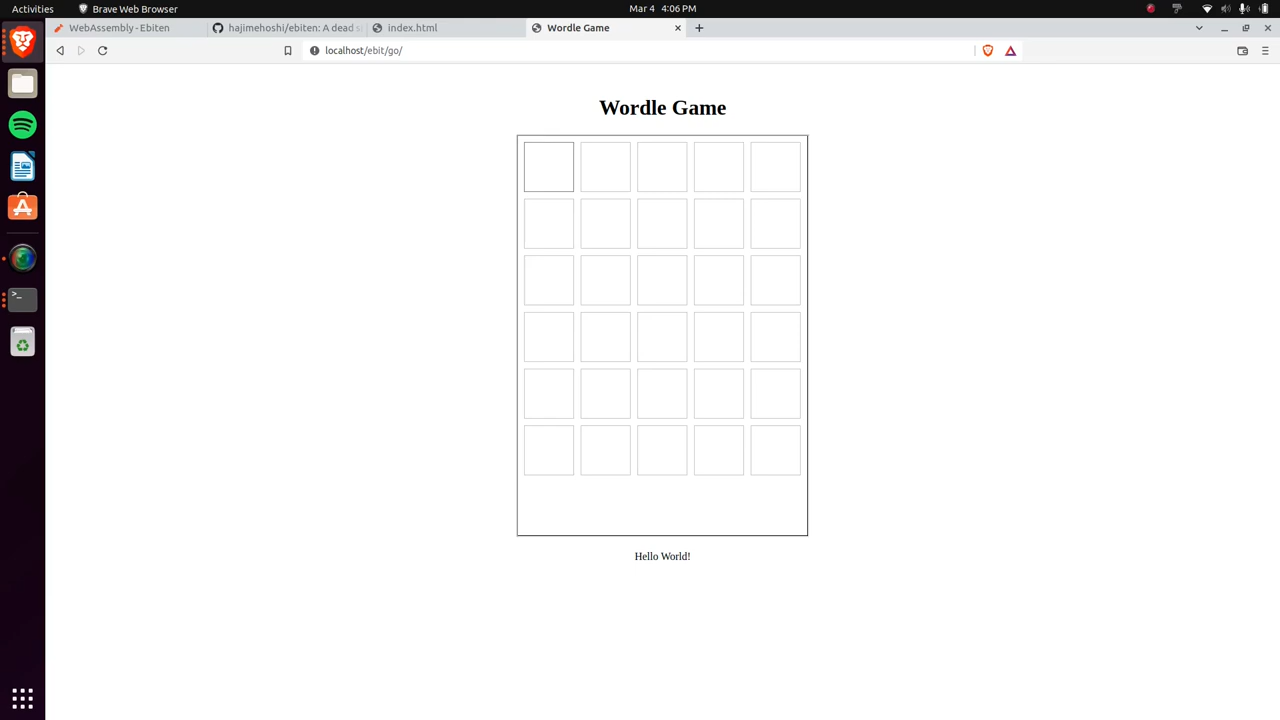 Activities
Brave Web Browser
Mar 4 4:06 PM
WebAssembly - Ebiten
hajimehoshi/ebiten: A dead s
index.html
Wordle Game
localhost/ebit/go/
Wordle Game
Hello World!